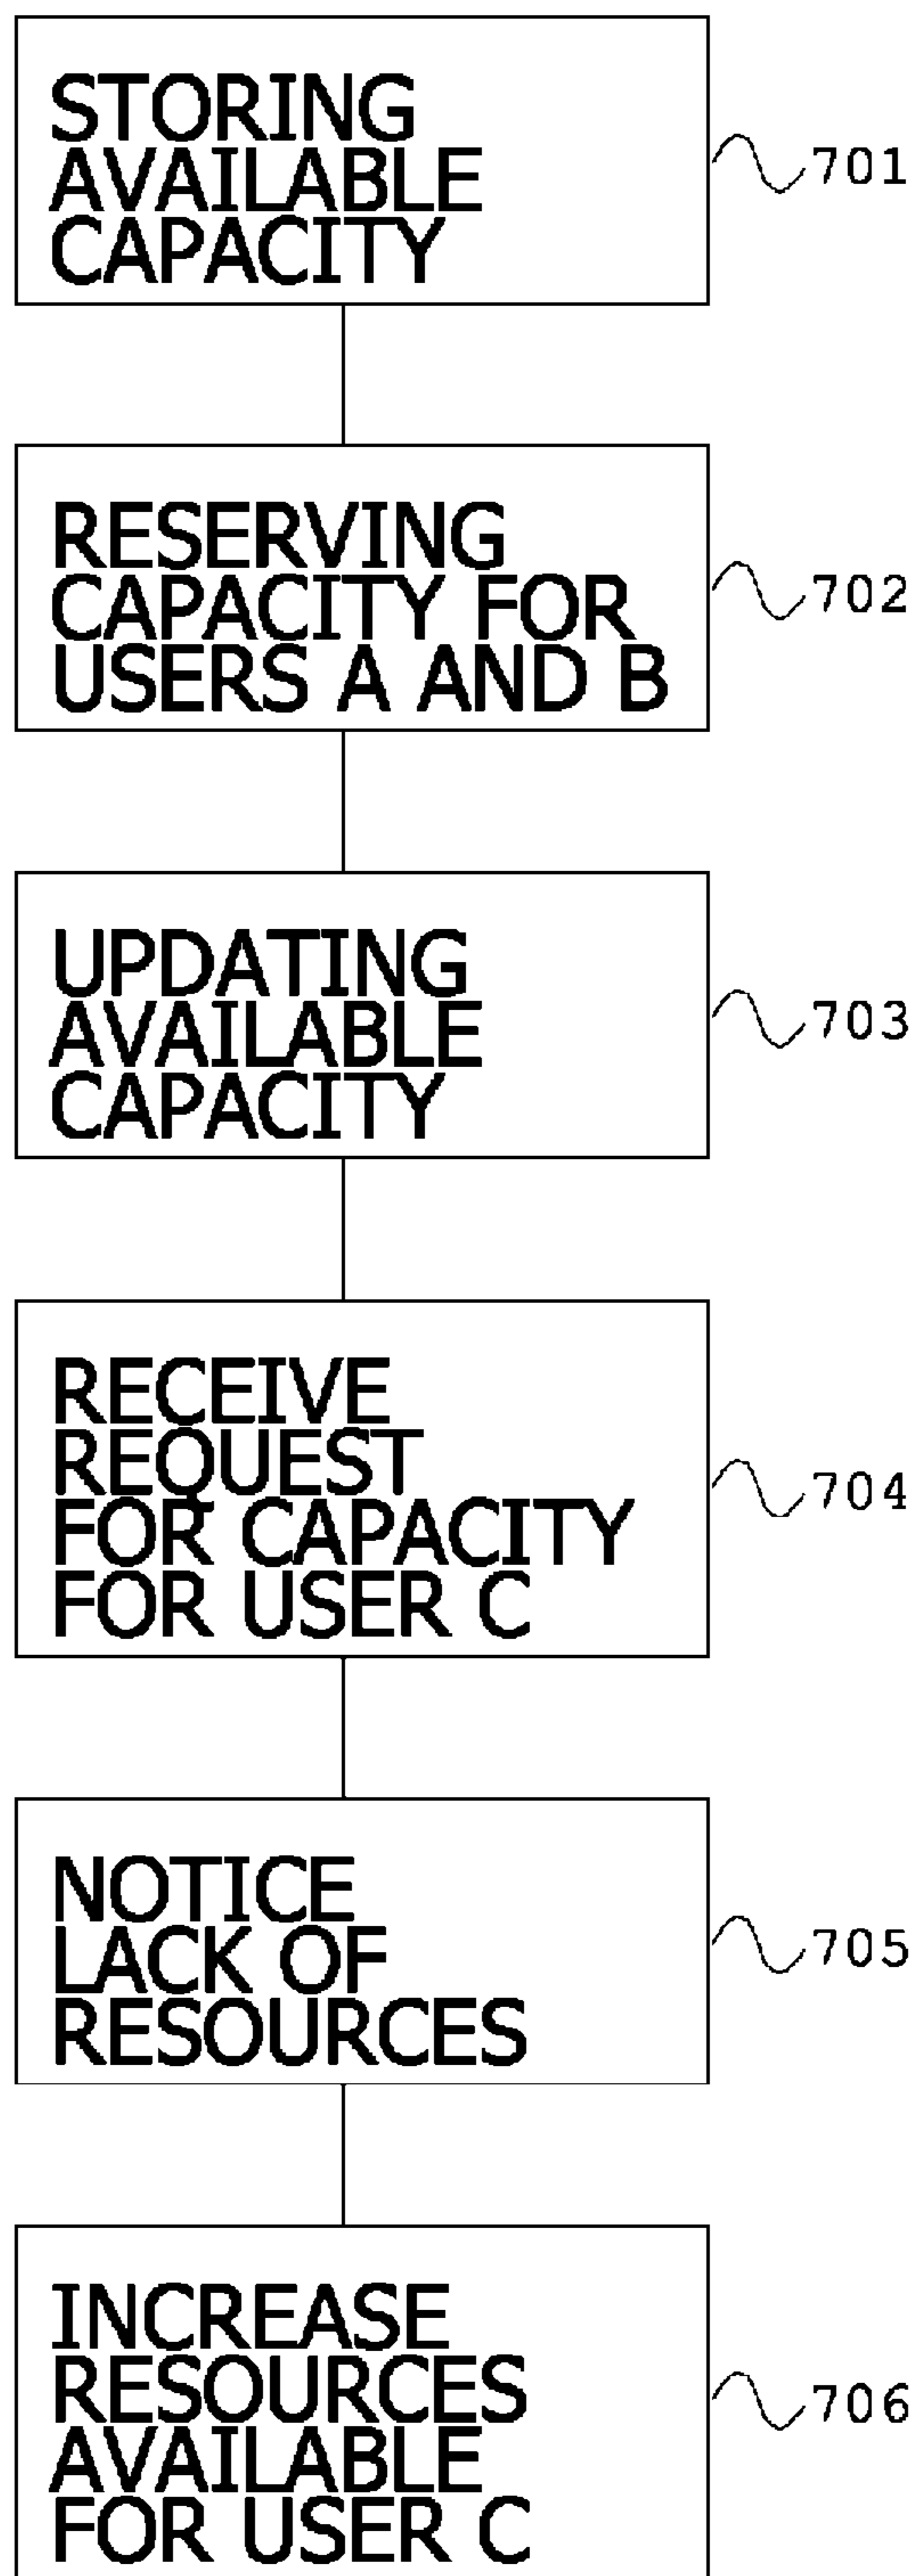 STORING
AVAILABLE
CAPACITY
701
RESERVING
CAPACITY FOR
USERS A AND B
702
UPDATING
AVAILABLE
CAPACITY
703
RECEIVE
REQUEST
FOR CAPACITY
FOR USER C
704
NOTICE
LACK OF
RESOURCES
705
INCREASE
RESOURCES
AVAILABLE
FOR USER C
706